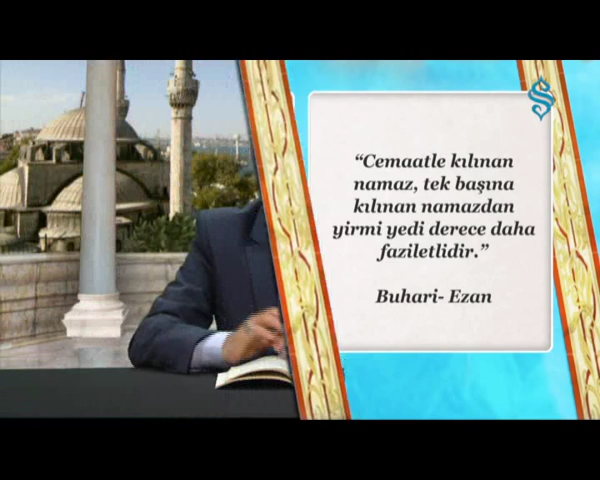 “Cemaatle kılınan
namaz, tek başına
kılınan namazdan
yirmi yedi derece daha
faziletlidir.”
Buhari- Ezan